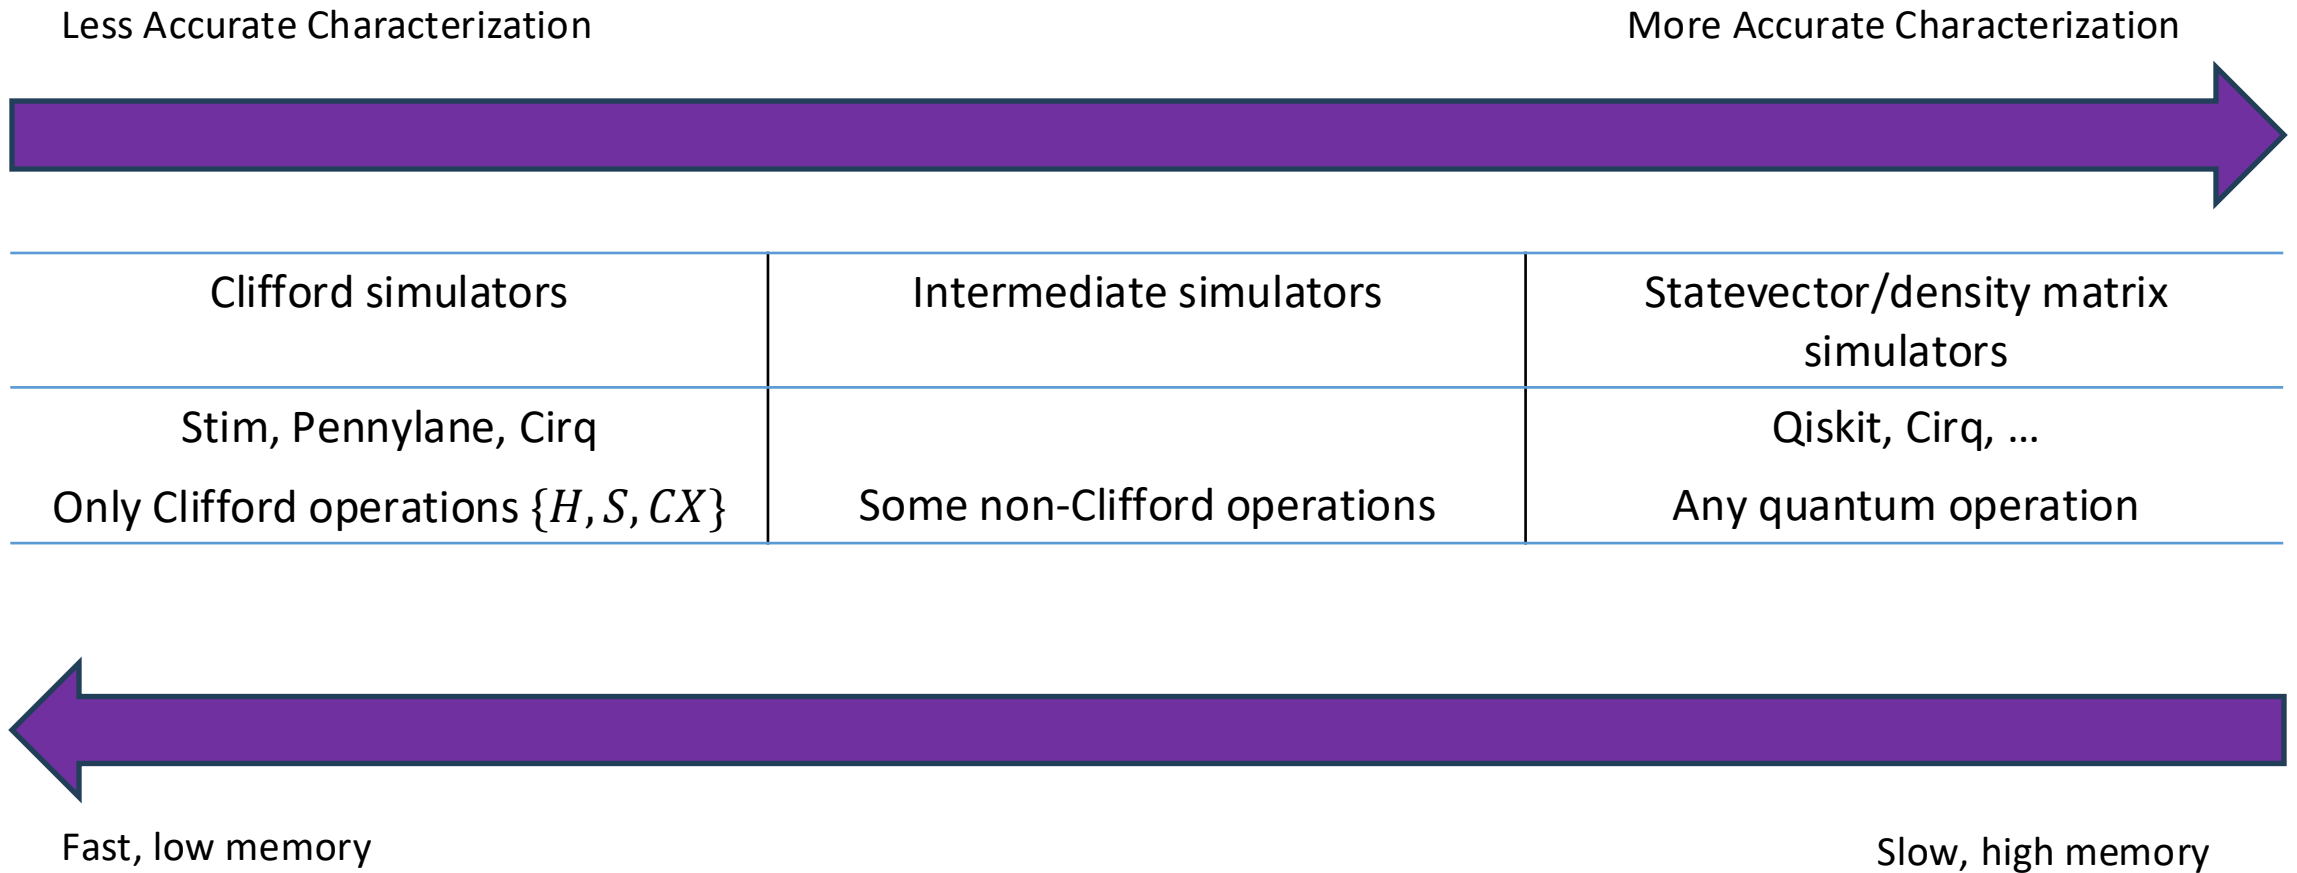 Less Accurate Characterization
More Accurate Characterization
Clifford simulators
Intermediate simulators
Statevector/density matrix
simulators
Stim, Pennylane, Cirq
Qiskit, Cirq, ...
Only Clifford operations {H, S, CX}
Some non-Clifford operations
Any quantum operation
Fast, low memory
Slow, high memory